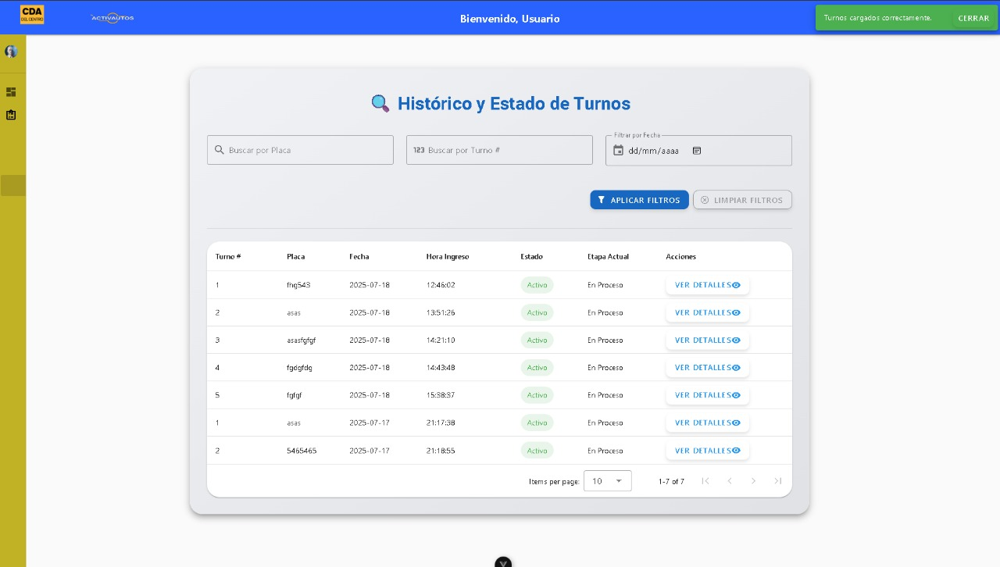 CDA
DEL CENTRO
ACTIVAUTOS
Bienvenido, Usuario
Turnos cargados correctamente.
CERRAR
Histórico y Estado de Turnos
Buscar por Placa
123 Buscar por Turno #
Filtrar por Fecha
dd/mm/aaaa
APLICAR FILTROS
LIMPIAR FILTROS
Turno # Placa Fecha Hora Ingreso Estado Etapa Actual Acciones
1 fhg543 2025-07-18 12:46:02 Activo En Proceso VER DETALLES
2 asas 2025-07-18 13:51:26 Activo En Proceso VER DETALLES
3 asasfgfgf 2025-07-18 14:21:10 Activo En Proceso VER DETALLES
4 fgdgfdg 2025-07-18 14:43:48 Activo En Proceso VER DETALLES
5 fgfgf 2025-07-18 15:38:37 Activo En Proceso VER DETALLES
1 asas 2025-07-17 21:17:38 Activo En Proceso VER DETALLES
2 5465465 2025-07-17 21:18:55 Activo En Proceso VER DETALLES
Items per page: 10 1-7 of 7